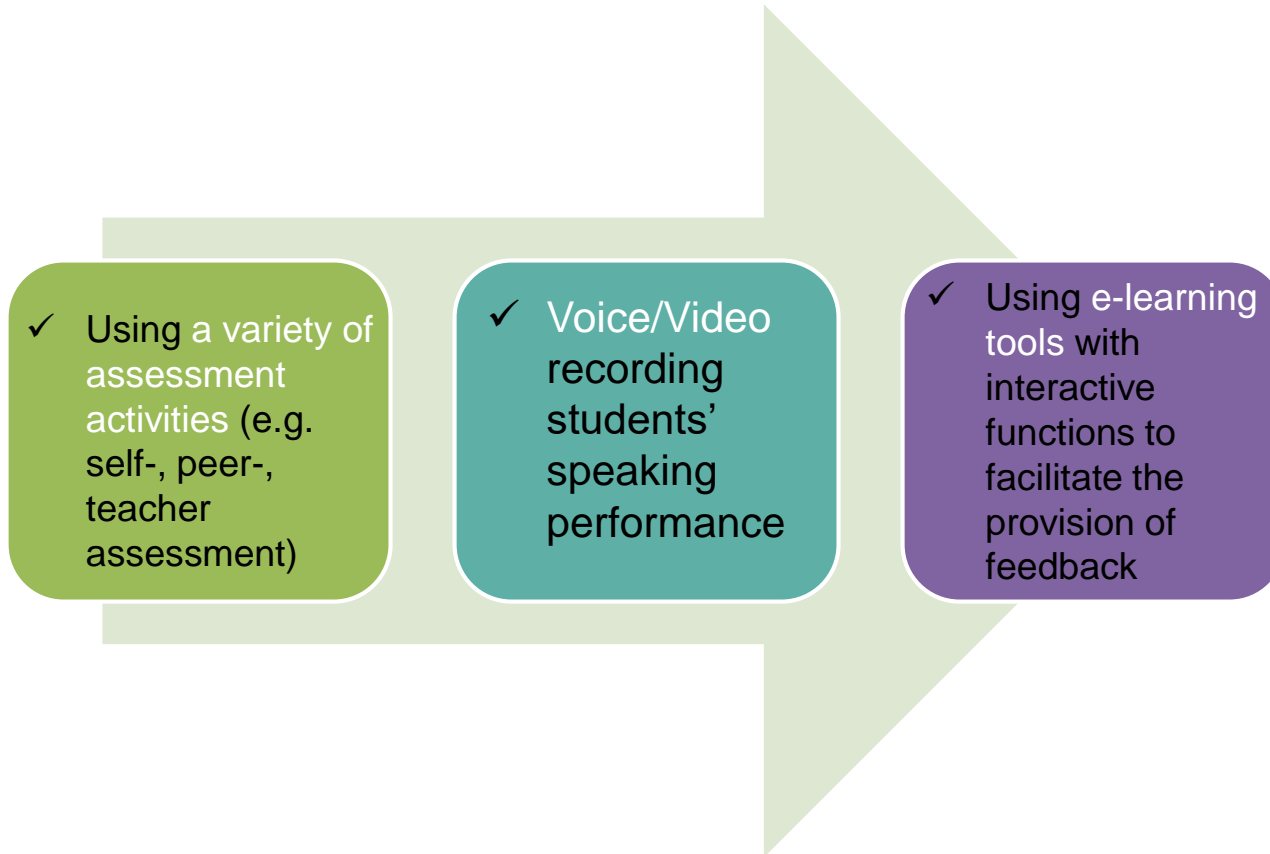 ✓ Using a variety of
assessment
activities (e.g.
self-, peer-,
teacher
assessment)
✓ Voice/Video
recording
students’
speaking
performance
✓ Using e-learning
tools with
interactive
functions to
facilitate the
provision of
feedback